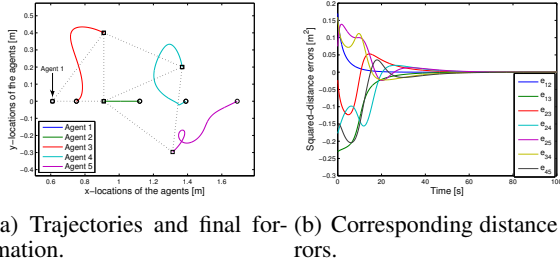 0.5
0.4
0.3
0.2
0.1
0
-0.1
-0.2
-0.3
-0.4
y-locations of the agents [m]
Agent 1
Agent 1
Agent 2
Agent 3
Agent 4
Agent 5
0.6 0.8 1 1.2 1.4 1.6
x-locations of the agents [m]
0.2
0.15
0.1
0.05
0
-0.05
-0.1
-0.15
-0.2
-0.25
-0.3
Squared-distance errors [m²]
e12
e13
e23
e24
e25
e34
e45
0 20 40 60 80 100
Time [s]
a) Trajectories and final for-
mation.
(b) Corresponding distance
rors.